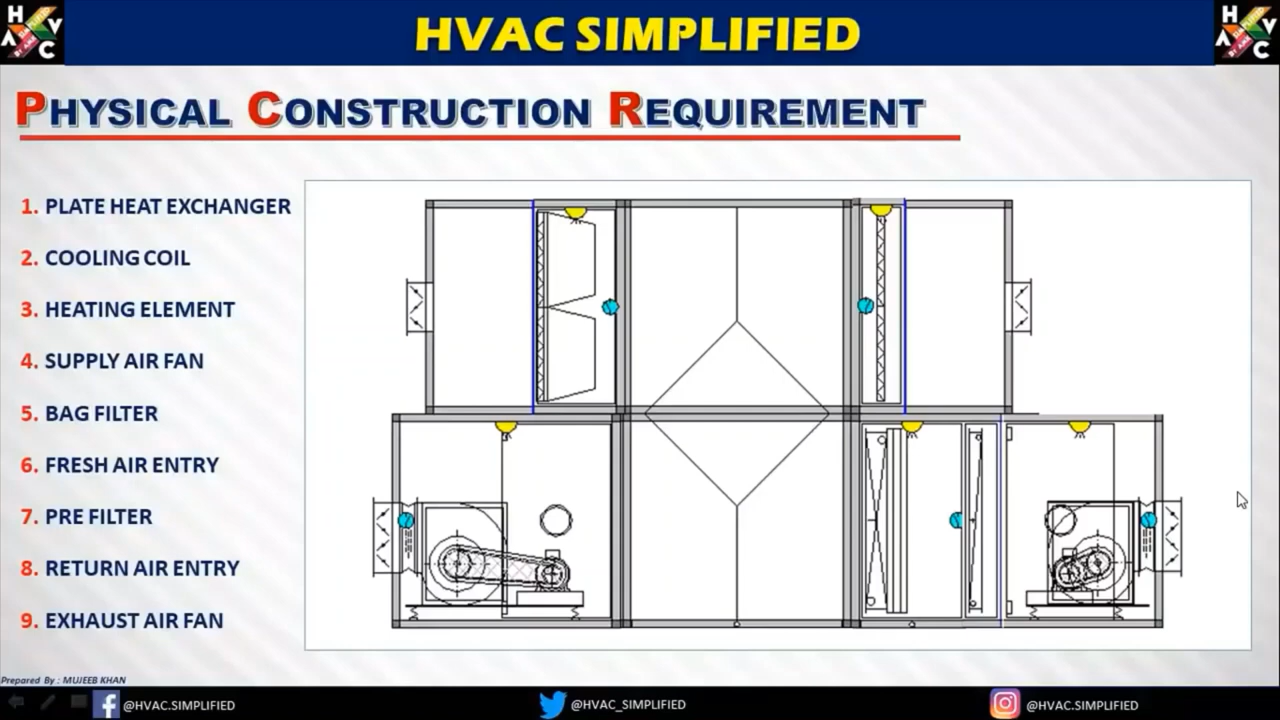 HVAC SIMPLIFIED
PHYSICAL CONSTRUCTION REQUIREMENT
1. PLATE HEAT EXCHANGER
2. COOLING COIL
3. HEATING ELEMENT
4. SUPPLY AIR FAN
5. BAG FILTER
6. FRESH AIR ENTRY
7. PRE FILTER
8. RETURN AIR ENTRY
9. EXHAUST AIR FAN
Prepared By : MUJEEB KHAN
@HVAC.SIMPLIFIED
@HVAC_SIMPLIFIED
@HVAC.SIMPLIFIED